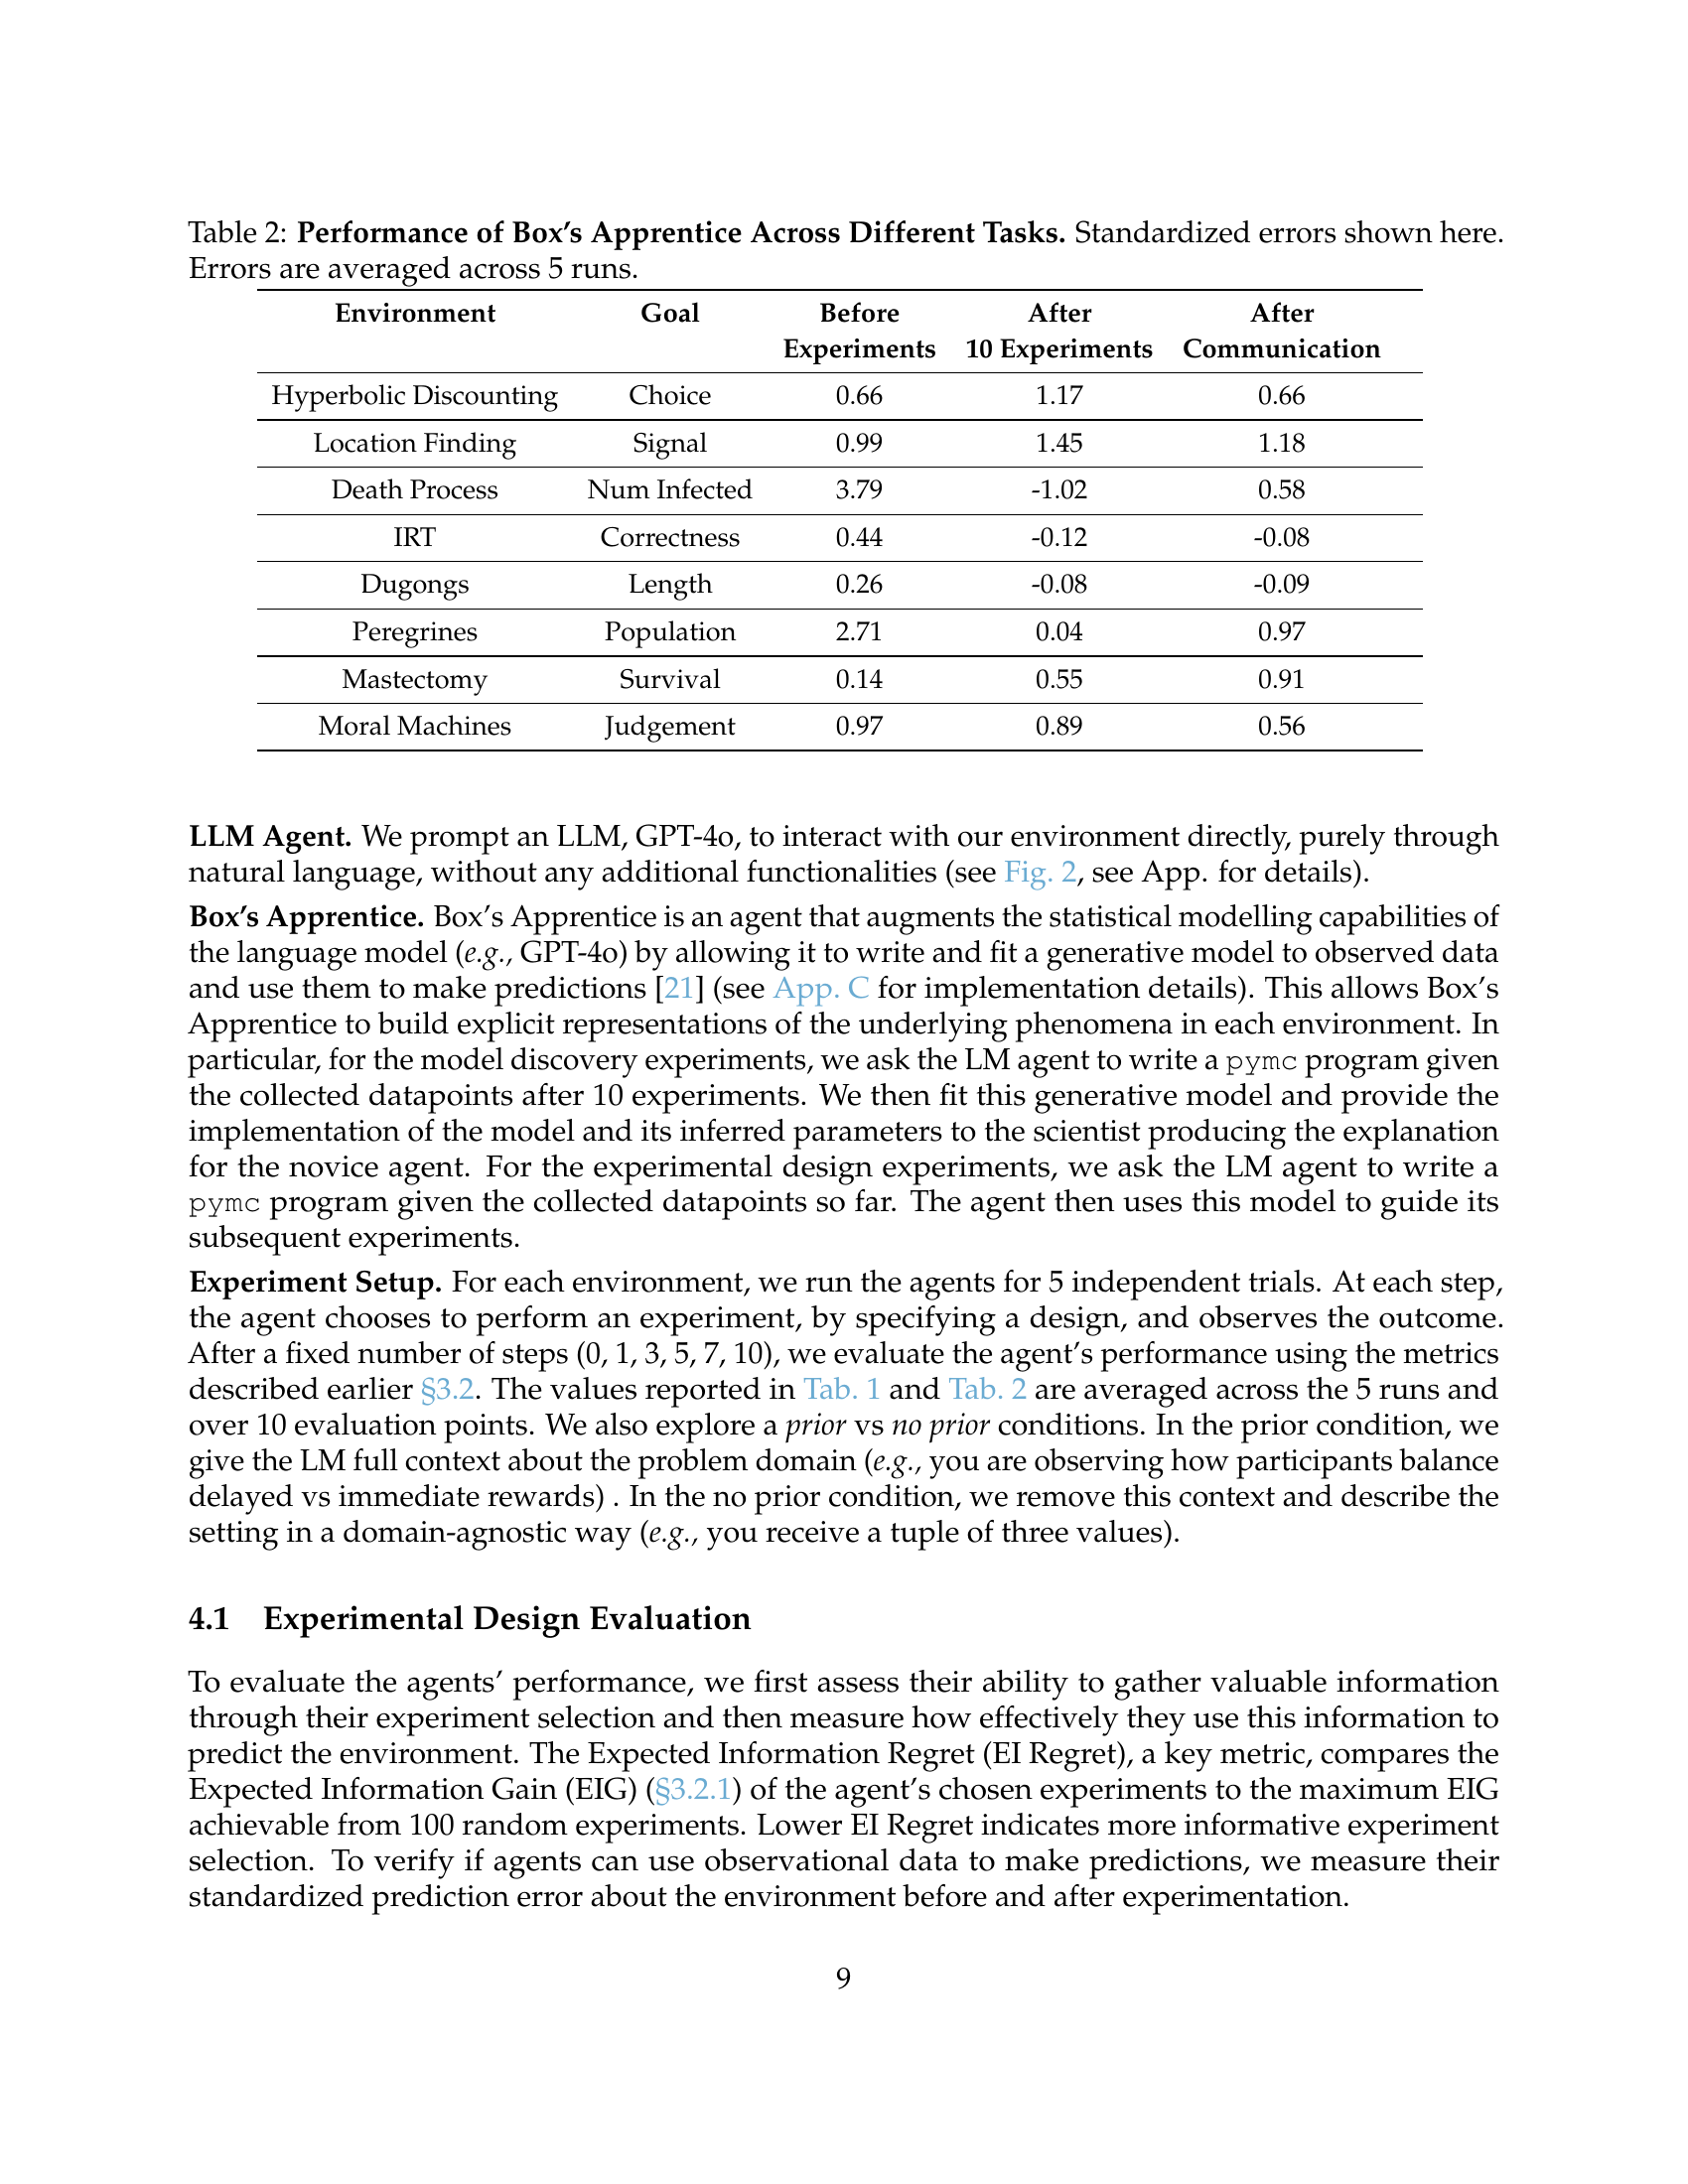 Table 2: Performance of Box's Apprentice Across Different Tasks. Standardized errors shown here.
Errors are averaged across 5 runs.
Environment Goal Before After After
Experiments 10 Experiments Communication
Hyperbolic Discounting Choice 0.66 1.17 0.66
Location Finding Signal 0.99 1.45 1.18
Death Process Num Infected 3.79 -1.02 0.58
IRT Correctness 0.44 -0.12 -0.08
Dugongs Length 0.26 -0.08 -0.09
Peregrines Population 2.71 0.04 0.97
Mastectomy Survival 0.14 0.55 0.91
Moral Machines Judgement 0.97 0.89 0.56
LLM Agent. We prompt an LLM, GPT-4o, to interact with our environment directly, purely through
natural language, without any additional functionalities (see Fig. 2, see App. for details).
Box's Apprentice. Box's Apprentice is an agent that augments the statistical modelling capabilities of
the language model (e.g., GPT-4o) by allowing it to write and fit a generative model to observed data
and use them to make predictions [21] (see App. C for implementation details). This allows Box's
Apprentice to build explicit representations of the underlying phenomena in each environment. In
particular, for the model discovery experiments, we ask the LM agent to write a pymc program given
the collected datapoints after 10 experiments. We then fit this generative model and provide the
implementation of the model and its inferred parameters to the scientist producing the explanation
for the novice agent. For the experimental design experiments, we ask the LM agent to write a
pymc program given the collected datapoints so far. The agent then uses this model to guide its
subsequent experiments.
Experiment Setup. For each environment, we run the agents for 5 independent trials. At each step,
the agent chooses to perform an experiment, by specifying a design, and observes the outcome.
After a fixed number of steps (0, 1, 3, 5, 7, 10), we evaluate the agent's performance using the metrics
described earlier §3.2. The values reported in Tab. 1 and Tab. 2 are averaged across the 5 runs and
over 10 evaluation points. We also explore a prior vs no prior conditions. In the prior condition, we
give the LM full context about the problem domain (e.g., you are observing how participants balance
delayed vs immediate rewards) . In the no prior condition, we remove this context and describe the
setting in a domain-agnostic way (e.g., you receive a tuple of three values).
4.1 Experimental Design Evaluation
To evaluate the agents' performance, we first assess their ability to gather valuable information
through their experiment selection and then measure how effectively they use this information to
predict the environment. The Expected Information Regret (EI Regret), a key metric, compares the
Expected Information Gain (EIG) (§3.2.1) of the agent's chosen experiments to the maximum EIG
achievable from 100 random experiments. Lower EI Regret indicates more informative experiment
selection. To verify if agents can use observational data to make predictions, we measure their
standardized prediction error about the environment before and after experimentation.
9